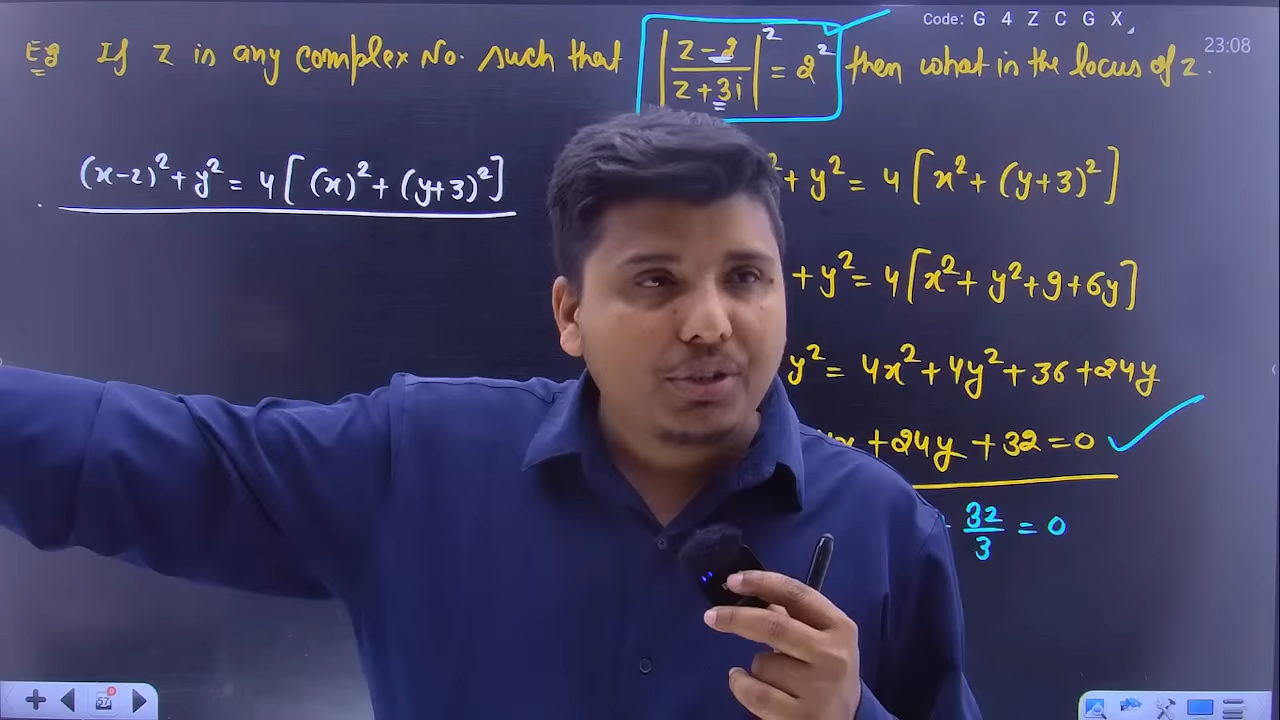 Code: G 4 Z C G X
23:08
Eg If z is any complex No. such that |z-2/z+3i|² = 2² then what is the locus of z.
(x-2)² + y² = 4[(x)² + (y+3)²]
² + y² = 4[x² + (y+3)²]
+ y² = 4[x² + y² + 9 + 6y]
y² = 4x² + 4y² + 36 + 24y
x + 24y + 32 = 0
32/3 = 0
57